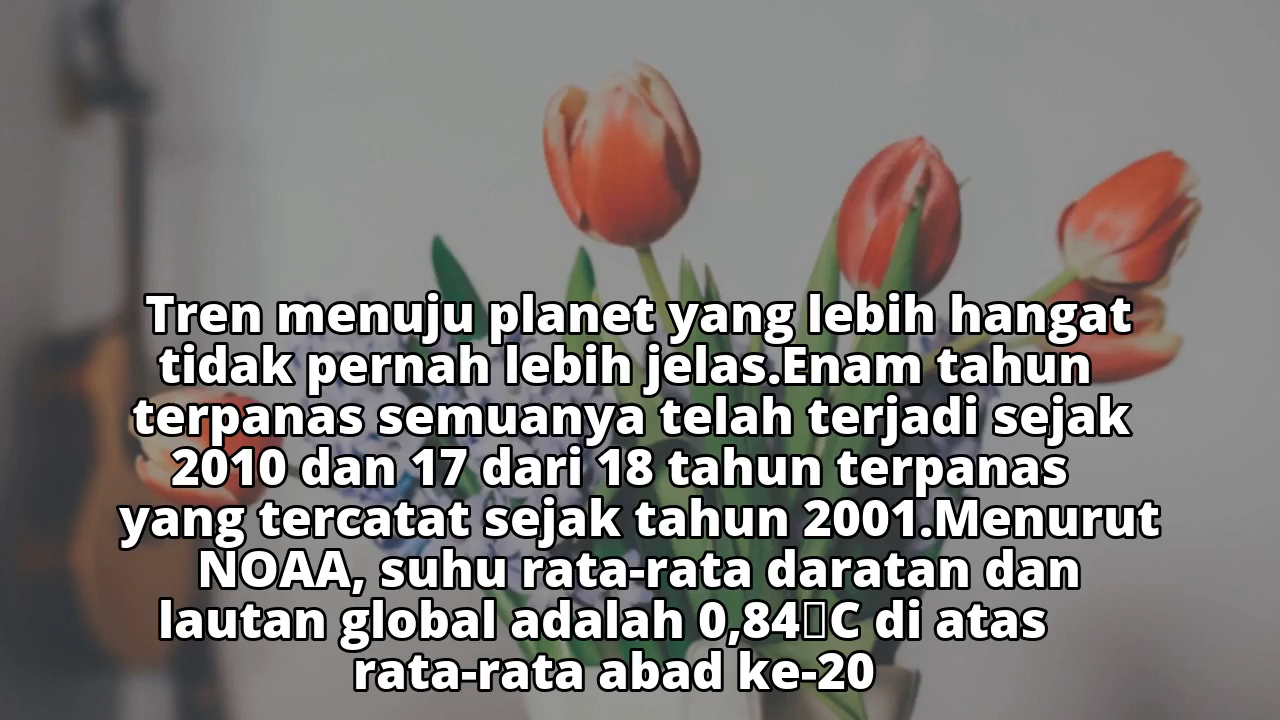 Tren menuju planet yang lebih hangat
tidak pernah lebih jelas.Enam tahun
terpanas semuanya telah terjadi sejak
2010 dan 17 dari 18 tahun terpanas
yang tercatat sejak tahun 2001.Menurut
NOAA, suhu rata-rata daratan dan
lautan global adalah 0,84▯C di atas
rata-rata abad ke-20